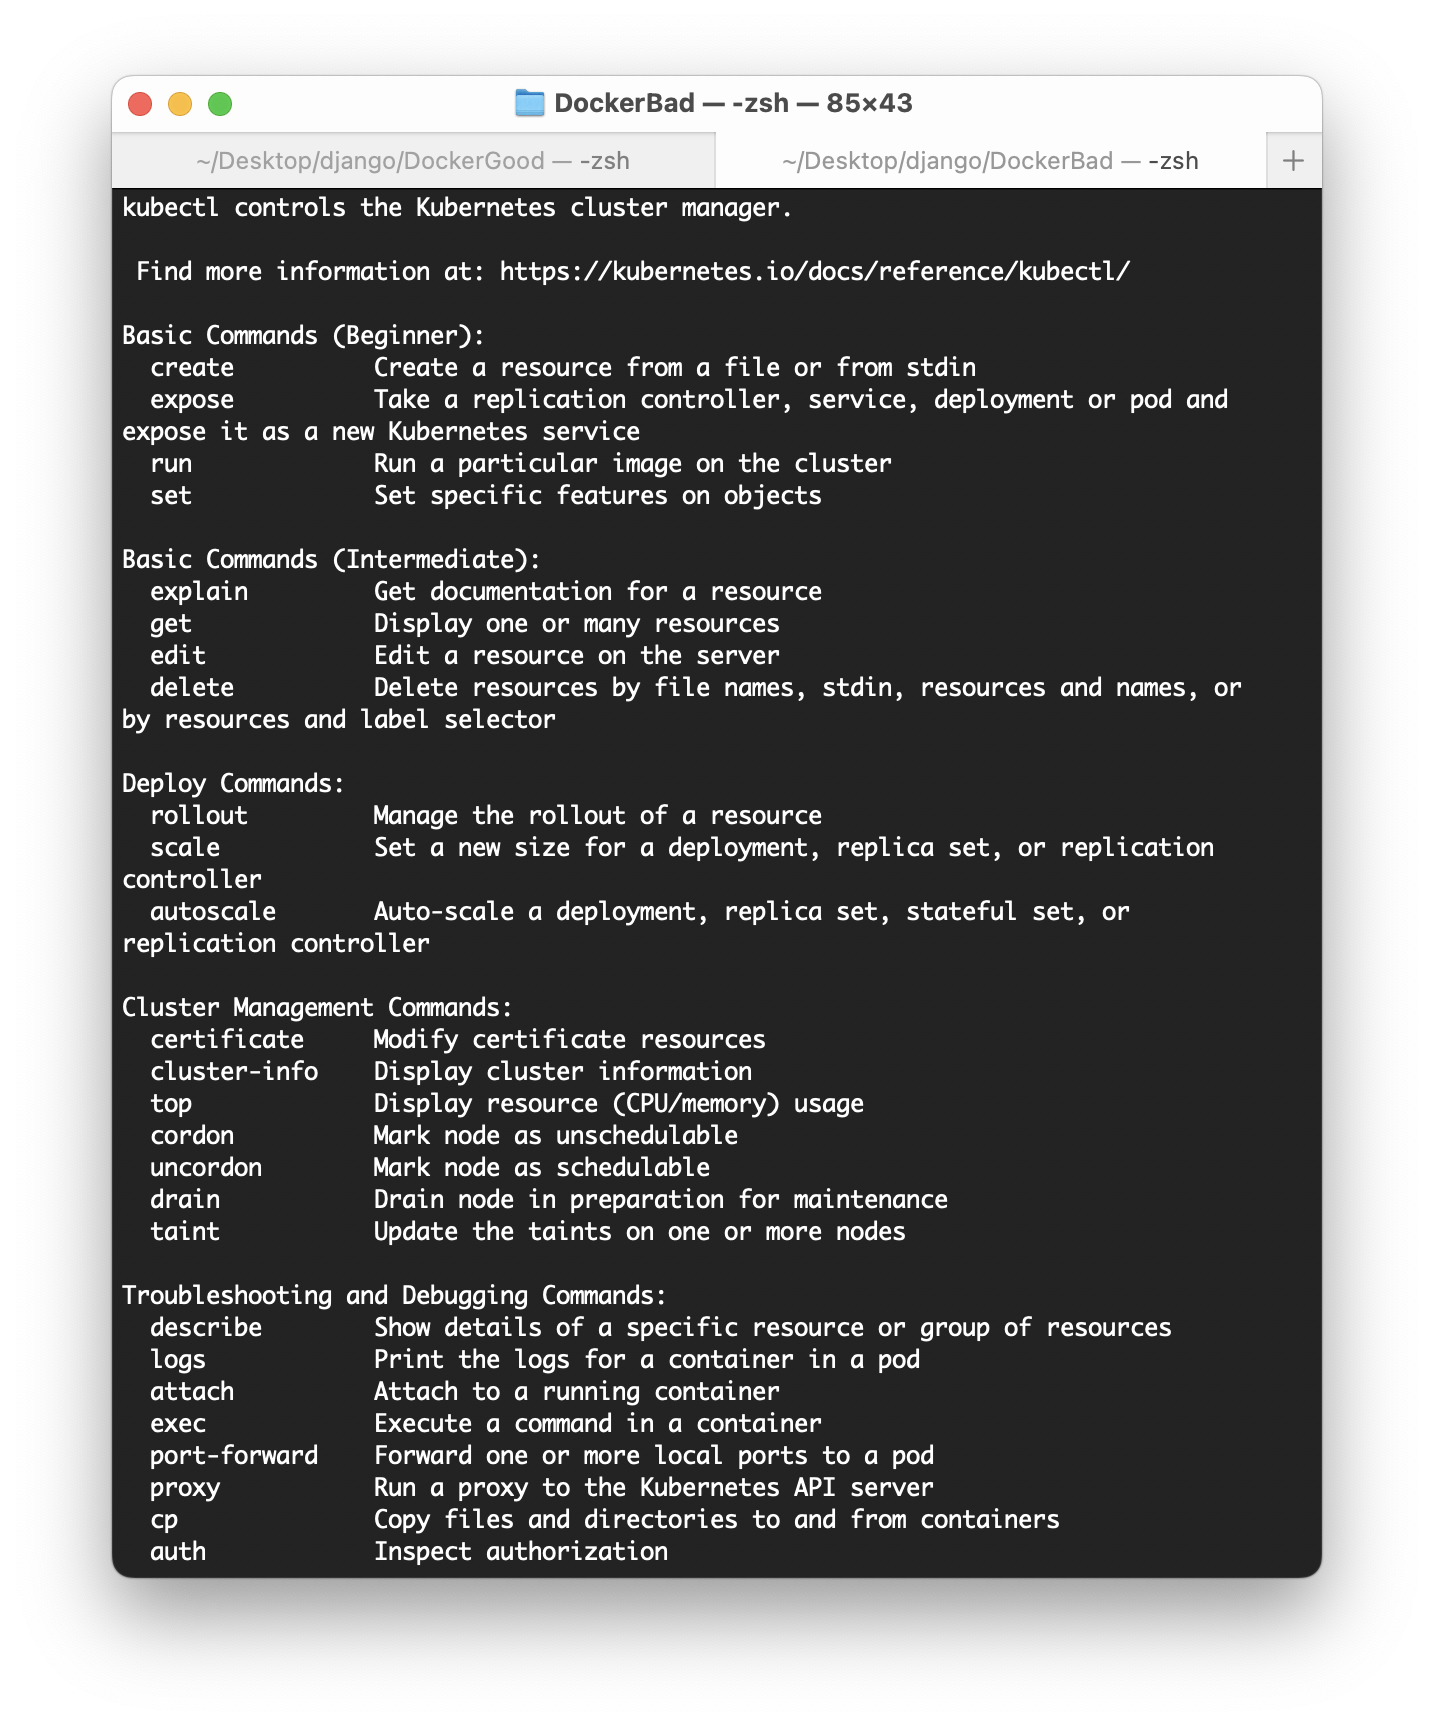 DockerBad — -zsh — 85×43
~/Desktop/django/DockerGood — -zsh
~/Desktop/django/DockerBad — -zsh
+
kubectl controls the Kubernetes cluster manager.
 Find more information at: https://kubernetes.io/docs/reference/kubectl/
Basic Commands (Beginner):
  create          Create a resource from a file or from stdin
  expose          Take a replication controller, service, deployment or pod and
expose it as a new Kubernetes service
  run             Run a particular image on the cluster
  set             Set specific features on objects
Basic Commands (Intermediate):
  explain         Get documentation for a resource
  get             Display one or many resources
  edit            Edit a resource on the server
  delete          Delete resources by file names, stdin, resources and names, or
by resources and label selector
Deploy Commands:
  rollout         Manage the rollout of a resource
  scale           Set a new size for a deployment, replica set, or replication
controller
  autoscale       Auto-scale a deployment, replica set, stateful set, or
replication controller
Cluster Management Commands:
  certificate     Modify certificate resources
  cluster-info    Display cluster information
  top             Display resource (CPU/memory) usage
  cordon          Mark node as unschedulable
  uncordon        Mark node as schedulable
  drain           Drain node in preparation for maintenance
  taint           Update the taints on one or more nodes
Troubleshooting and Debugging Commands:
  describe        Show details of a specific resource or group of resources
  logs            Print the logs for a container in a pod
  attach          Attach to a running container
  exec            Execute a command in a container
  port-forward    Forward one or more local ports to a pod
  proxy           Run a proxy to the Kubernetes API server
  cp              Copy files and directories to and from containers
  auth            Inspect authorization